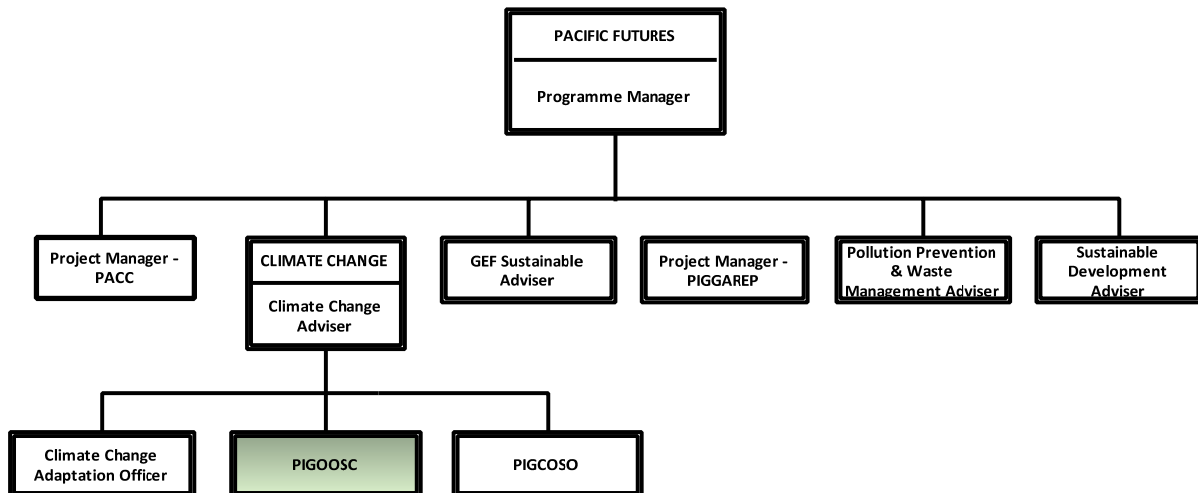 PACIFIC FUTURES
Programme Manager
Project Manager -
PACC
CLIMATE CHANGE
Climate Change
Adviser
GEF Sustainable
Adviser
Project Manager -
PIGGAREP
Pollution Prevention
& Waste
Management Adviser
Sustainable
Development
Adviser
Climate Change
Adaptation Officer
PIGOOSC
PIGCOSO